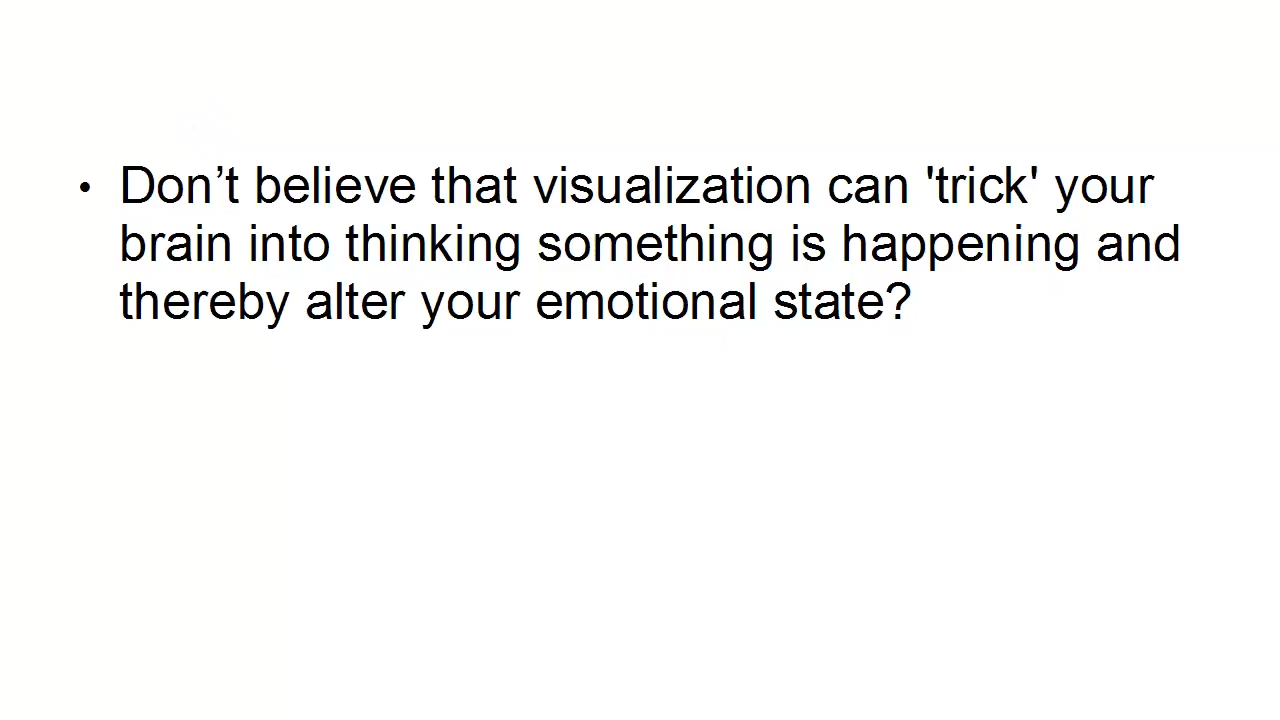 • Don’t believe that visualization can 'trick' your
brain into thinking something is happening and
thereby alter your emotional state?